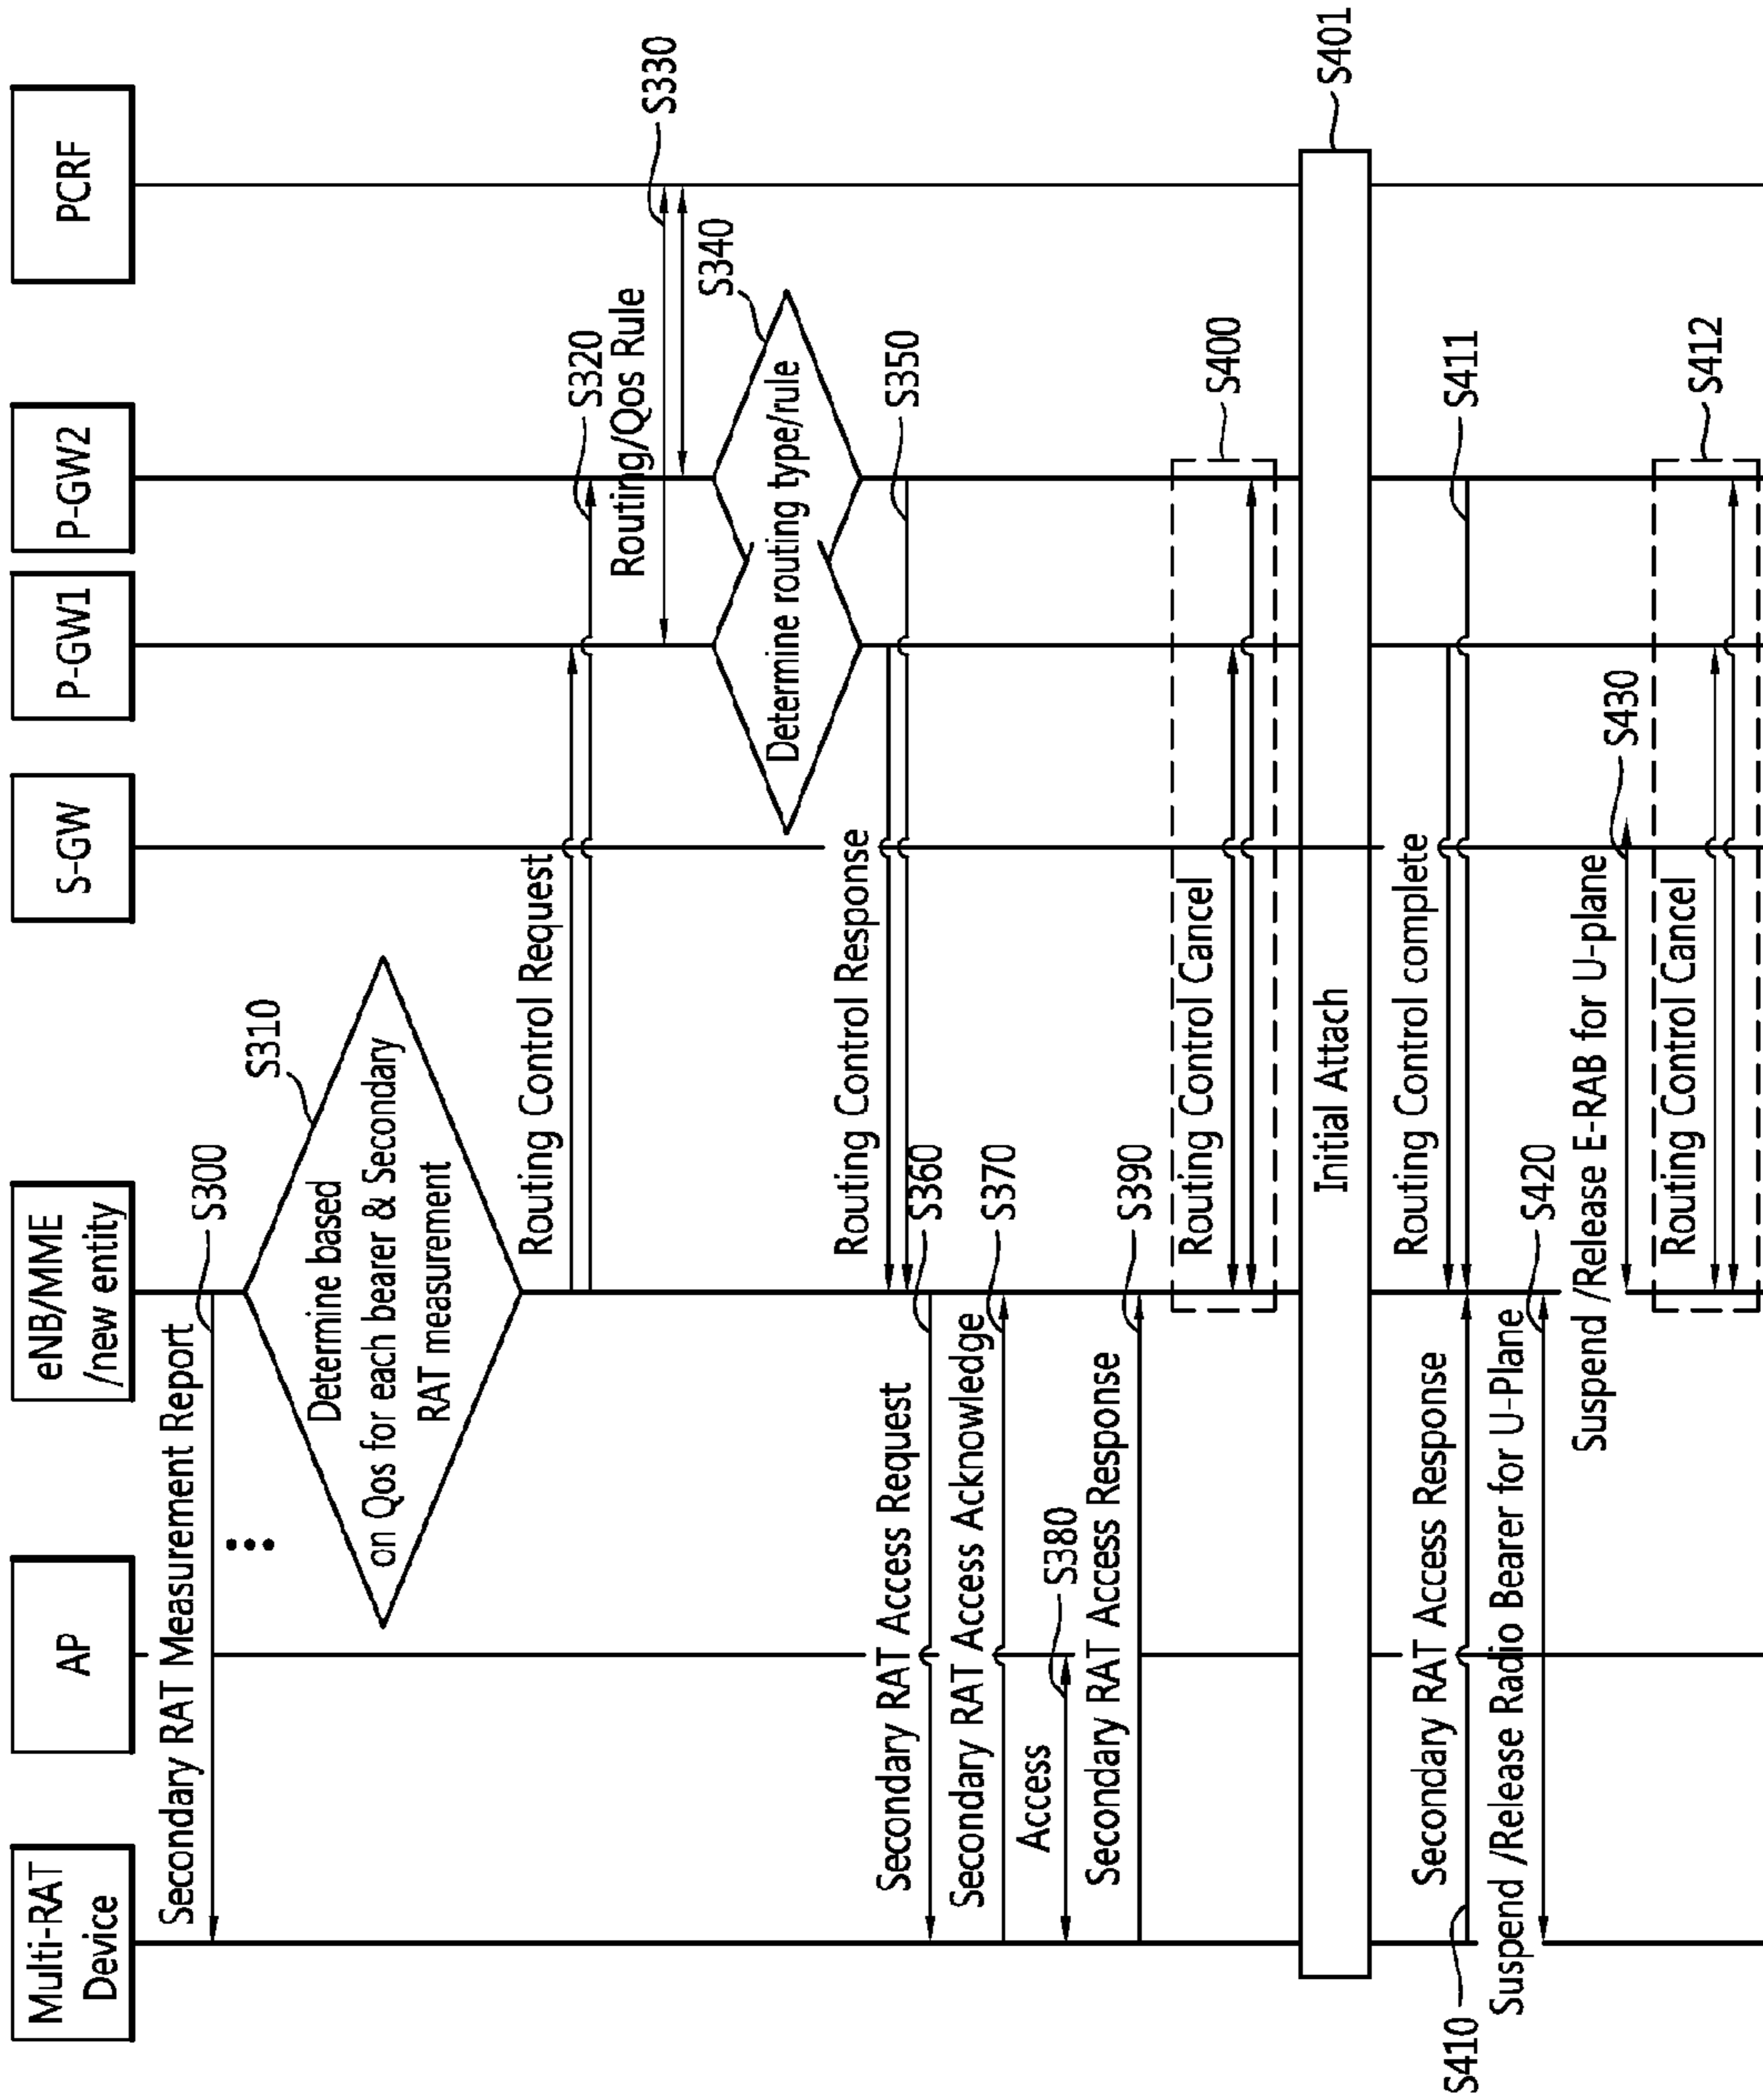 Multi-RAT
Device
AP
eNB/MME
/new entity
S-GW
P-GW1
P-GW2
PCRF
Secondary RAT Measurement Report
S300
S310
Determine based
on Qos for each bearer & Secondary
RAT measurement
Routing Control Request
S320
Routing/Qos Rule
S330
S340
Determine routing type/rule
Routing Control Response
S350
Secondary RAT Access Request
S360
Secondary RAT Access Acknowledge
S370
Access
S380
Secondary RAT Access Response
S390
Routing Control Cancel
S400
Initial Attach
S401
S410
Secondary RAT Access Response
Routing Control complete
S411
Suspend /Release Radio Bearer for U-Plane
S420
Suspend /Release E-RAB for U-plane
S430
Routing Control Cancel
S412